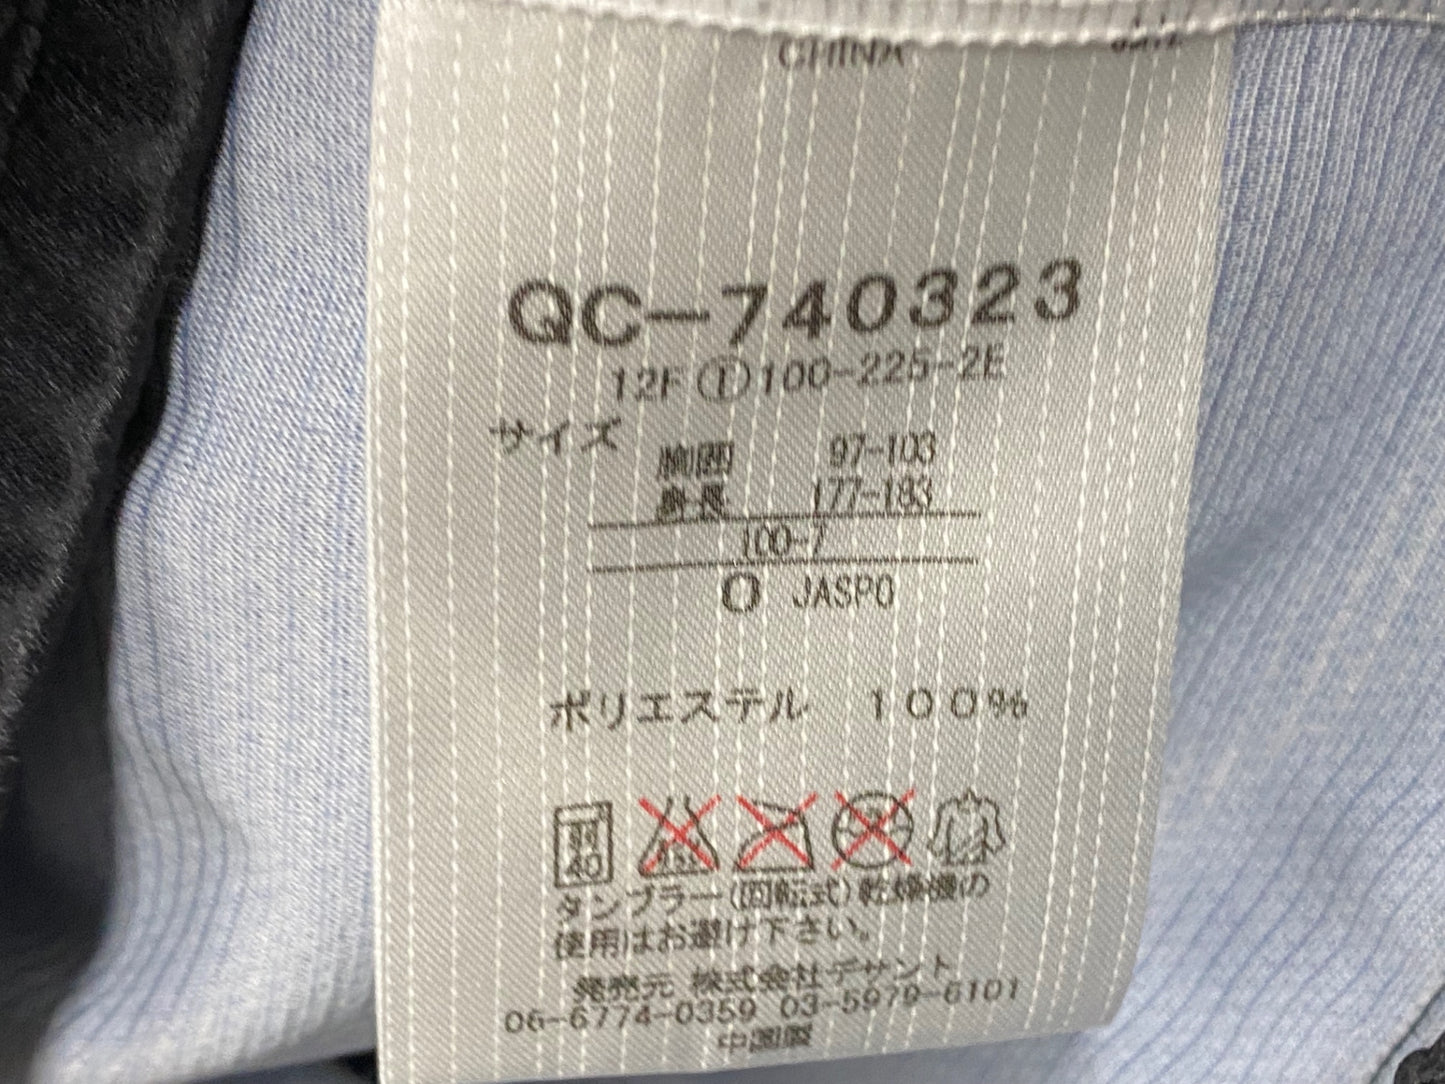 CHINA
QC-740323
12F Ⓘ 100-225-2E
サイズ
胸囲 97-103
身長 177-183
100-7
O JASPO
ポリエステル 100%
弱
40
タンブラー(回転式)乾燥機の
使用はお避け下さい。
発売元 株式会社デサント
06-6774-0359 03-5979-6101
中国製